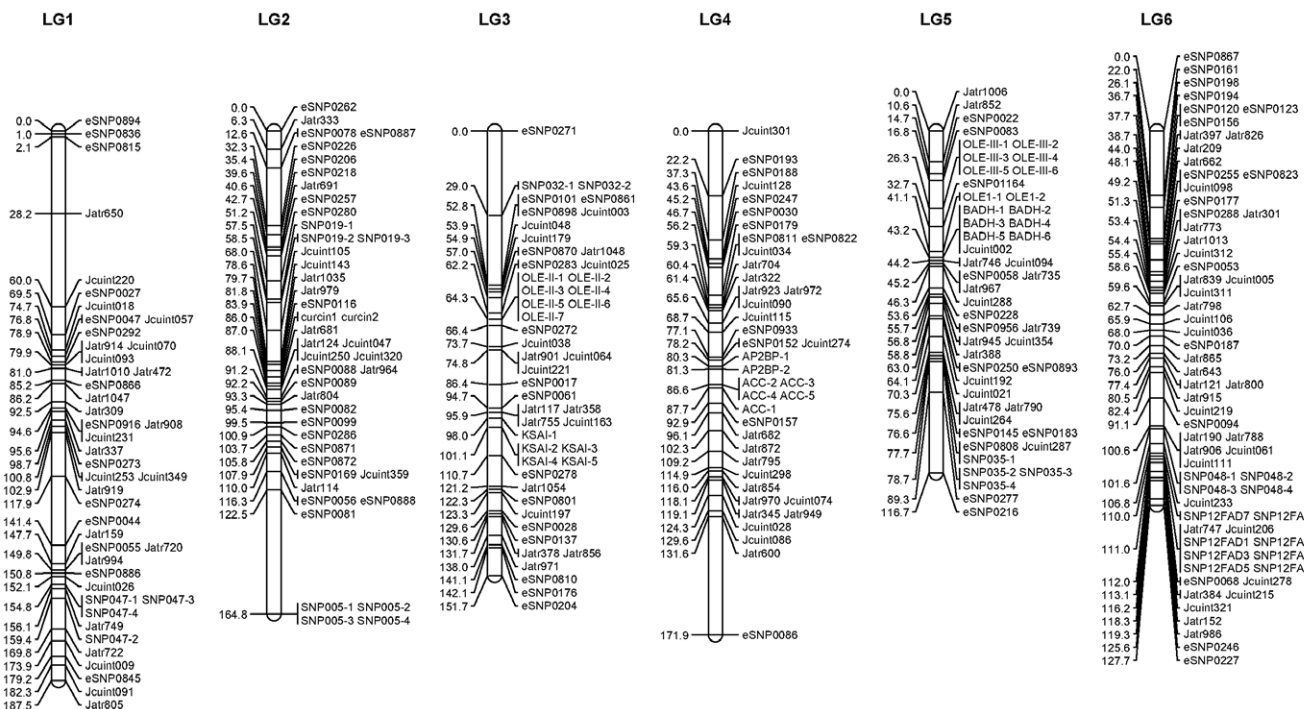 LG1
0.0 eSNP0894
1.0 eSNP0836
2.1 eSNP0815
28.2 Jatr650
60.0 Jcuint220
69.5 eSNP0027
74.7 Jcuint018
76.8 eSNP0047 Jcuint057
78.9 eSNP0292
79.9 Jatr914 Jcuint070
Jcuint093
81.0 Jatr1010 Jatr472
85.2 eSNP0866
86.2 Jatr1047
92.5 Jatr309
94.6 eSNP0916 Jatr908
Jcuint231
95.6 Jatr337
98.7 eSNP0273
100.8 Jcuint253 Jcuint349
102.9 Jatr919
117.9 eSNP0274
141.4 eSNP0044
147.7 Jatr159
149.8 eSNP0055 Jatr720
Jatr994
150.8 eSNP0886
152.1 Jcuint026
154.8 SNP047-1 SNP047-3
SNP047-4
156.1 Jatr749
159.4 SNP047-2
169.8 Jatr722
173.9 Jcuint009
179.2 eSNP0845
182.3 Jcuint091
187.5 Jatr805
LG2
0.0 eSNP0262
6.3 Jatr333
12.6 eSNP0078 eSNP0887
32.3 eSNP0226
35.4 eSNP0206
39.6 eSNP0218
40.6 Jatr691
42.7 eSNP0257
51.2 eSNP0280
57.5 SNP019-1
58.5 SNP019-2 SNP019-3
68.0 Jcuint105
78.6 Jcuint143
79.7 Jatr1035
81.8 Jatr979
83.9 eSNP0116
86.0 curcin1 curcin2
87.0 Jatr681
88.1 Jatr124 Jcuint047
Jcuint250 Jcuint320
91.2 eSNP0088 Jatr964
92.2 eSNP0089
93.3 Jatr804
95.4 eSNP0082
99.5 eSNP0099
100.9 eSNP0286
103.7 eSNP0871
105.8 eSNP0872
107.9 eSNP0169 Jcuint359
110.0 Jatr114
116.3 eSNP0056 eSNP0888
122.5 eSNP0081
164.8 SNP005-1 SNP005-2
SNP005-3 SNP005-4
LG3
0.0 eSNP0271
29.0 SNP032-1 SNP032-2
52.8 eSNP0101 eSNP0861
eSNP0898 Jcuint003
53.9 Jcuint048
54.9 Jcuint179
57.0 eSNP0870 Jatr1048
62.2 eSNP0283 Jcuint025
64.3 OLE-II-1 OLE-II-2
OLE-II-3 OLE-II-4
OLE-II-5 OLE-II-6
OLE-II-7
66.4 eSNP0272
73.7 Jcuint038
74.8 Jatr901 Jcuint064
Jcuint221
86.4 eSNP0017
94.7 eSNP0061
95.9 Jatr117 Jatr358
Jatr755 Jcuint163
98.0 KSAI-1
101.1 KSAI-2 KSAI-3
KSAI-4 KSAI-5
110.7 eSNP0278
121.2 Jatr1054
122.3 eSNP0801
123.3 Jcuint197
129.6 eSNP0028
130.6 eSNP0137
131.7 Jatr378 Jatr856
138.0 Jatr971
141.1 eSNP0810
142.1 eSNP0176
151.7 eSNP0204
LG4
0.0 Jcuint301
22.2 eSNP0193
37.3 eSNP0188
43.6 Jcuint128
45.2 eSNP0247
46.7 eSNP0030
56.2 eSNP0179
59.3 eSNP0811 eSNP0822
Jcuint034
60.4 Jatr704
61.4 Jatr322
65.6 Jatr923 Jatr972
Jcuint090
68.7 Jcuint115
77.1 eSNP0933
78.2 eSNP0152 Jcuint274
80.3 AP2BP-1
81.3 AP2BP-2
86.6 ACC-2 ACC-3
ACC-4 ACC-5
87.7 ACC-1
92.9 eSNP0157
96.1 Jatr682
102.3 Jatr872
109.2 Jatr795
114.9 Jcuint298
116.0 Jatr854
118.1 Jatr970 Jcuint074
119.1 Jatr345 Jatr949
124.3 Jcuint028
129.6 Jcuint086
131.6 Jatr600
171.9 eSNP0086
LG5
0.0 Jatr1006
10.6 Jatr852
14.7 eSNP0022
16.8 eSNP0083
26.3 OLE-III-1 OLE-III-2
OLE-III-3 OLE-III-4
OLE-III-5 OLE-III-6
32.7 eSNP01164
41.1 OLE1-1 OLE1-2
43.2 BADH-1 BADH-2
BADH-3 BADH-4
BADH-5 BADH-6
Jcuint002
44.2 Jatr746 Jcuint094
45.2 eSNP0058 Jatr735
Jatr967
46.3 Jcuint288
53.6 eSNP0228
55.7 eSNP0956 Jatr739
56.8 Jatr945 Jcuint354
58.8 Jatr388
63.0 eSNP0250 eSNP0893
64.1 Jcuint192
70.3 Jcuint021
75.6 Jatr478 Jatr790
Jcuint264
76.6 eSNP0145 eSNP0183
77.7 eSNP0808 Jcuint287
SNP035-1
78.7 SNP035-2 SNP035-3
SNP035-4
89.3 eSNP0277
116.7 eSNP0216
LG6
0.0 eSNP0867
22.0 eSNP0161
26.1 eSNP0198
36.7 eSNP0194
37.7 eSNP0120 eSNP0123
eSNP0156
38.7 Jatr397 Jatr826
44.0 Jatr209
48.1 Jatr662
49.2 eSNP0255 eSNP0823
Jcuint098
51.3 eSNP0177
53.4 eSNP0288 Jatr301
Jatr773
54.4 Jatr1013
55.4 Jcuint312
58.6 eSNP0053
59.6 Jatr839 Jcuint005
Jcuint311
62.7 Jatr798
65.9 Jcuint106
68.0 Jcuint036
70.0 eSNP0187
73.2 Jatr865
76.0 Jatr643
77.4 Jatr121 Jatr800
80.5 Jatr915
82.4 Jcuint219
91.1 eSNP0094
100.6 Jatr190 Jatr788
Jatr906 Jcuint061
Jcuint111
101.6 SNP048-1 SNP048-2
SNP048-3 SNP048-4
106.8 Jcuint233
110.0 SNP12FAD7 SNP12FA
111.0 Jatr747 Jcuint206
SNP12FAD1 SNP12FA
SNP12FAD3 SNP12FA
SNP12FAD5 SNP12FA
112.0 eSNP0068 Jcuint278
113.1 Jatr384 Jcuint215
116.2 Jcuint321
118.3 Jatr152
119.3 Jatr986
125.6 eSNP0246
127.7 eSNP0227